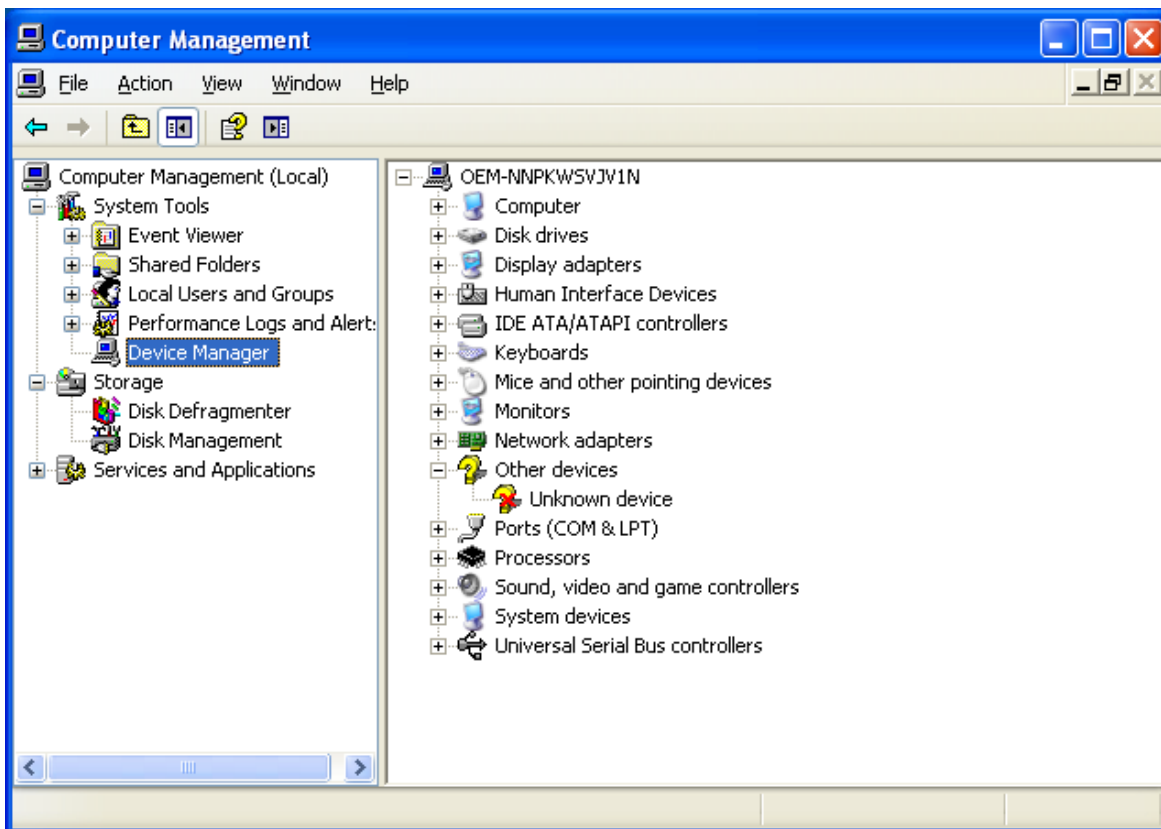 Computer Management
File Action View Window Help
Computer Management (Local)
System Tools
Event Viewer
Shared Folders
Local Users and Groups
Performance Logs and Alert:
Device Manager
Storage
Disk Defragmenter
Disk Management
Services and Applications
OEM-NNPKWSVJV1N
Computer
Disk drives
Display adapters
Human Interface Devices
IDE ATA/ATAPI controllers
Keyboards
Mice and other pointing devices
Monitors
Network adapters
Other devices
Unknown device
Ports (COM & LPT)
Processors
Sound, video and game controllers
System devices
Universal Serial Bus controllers